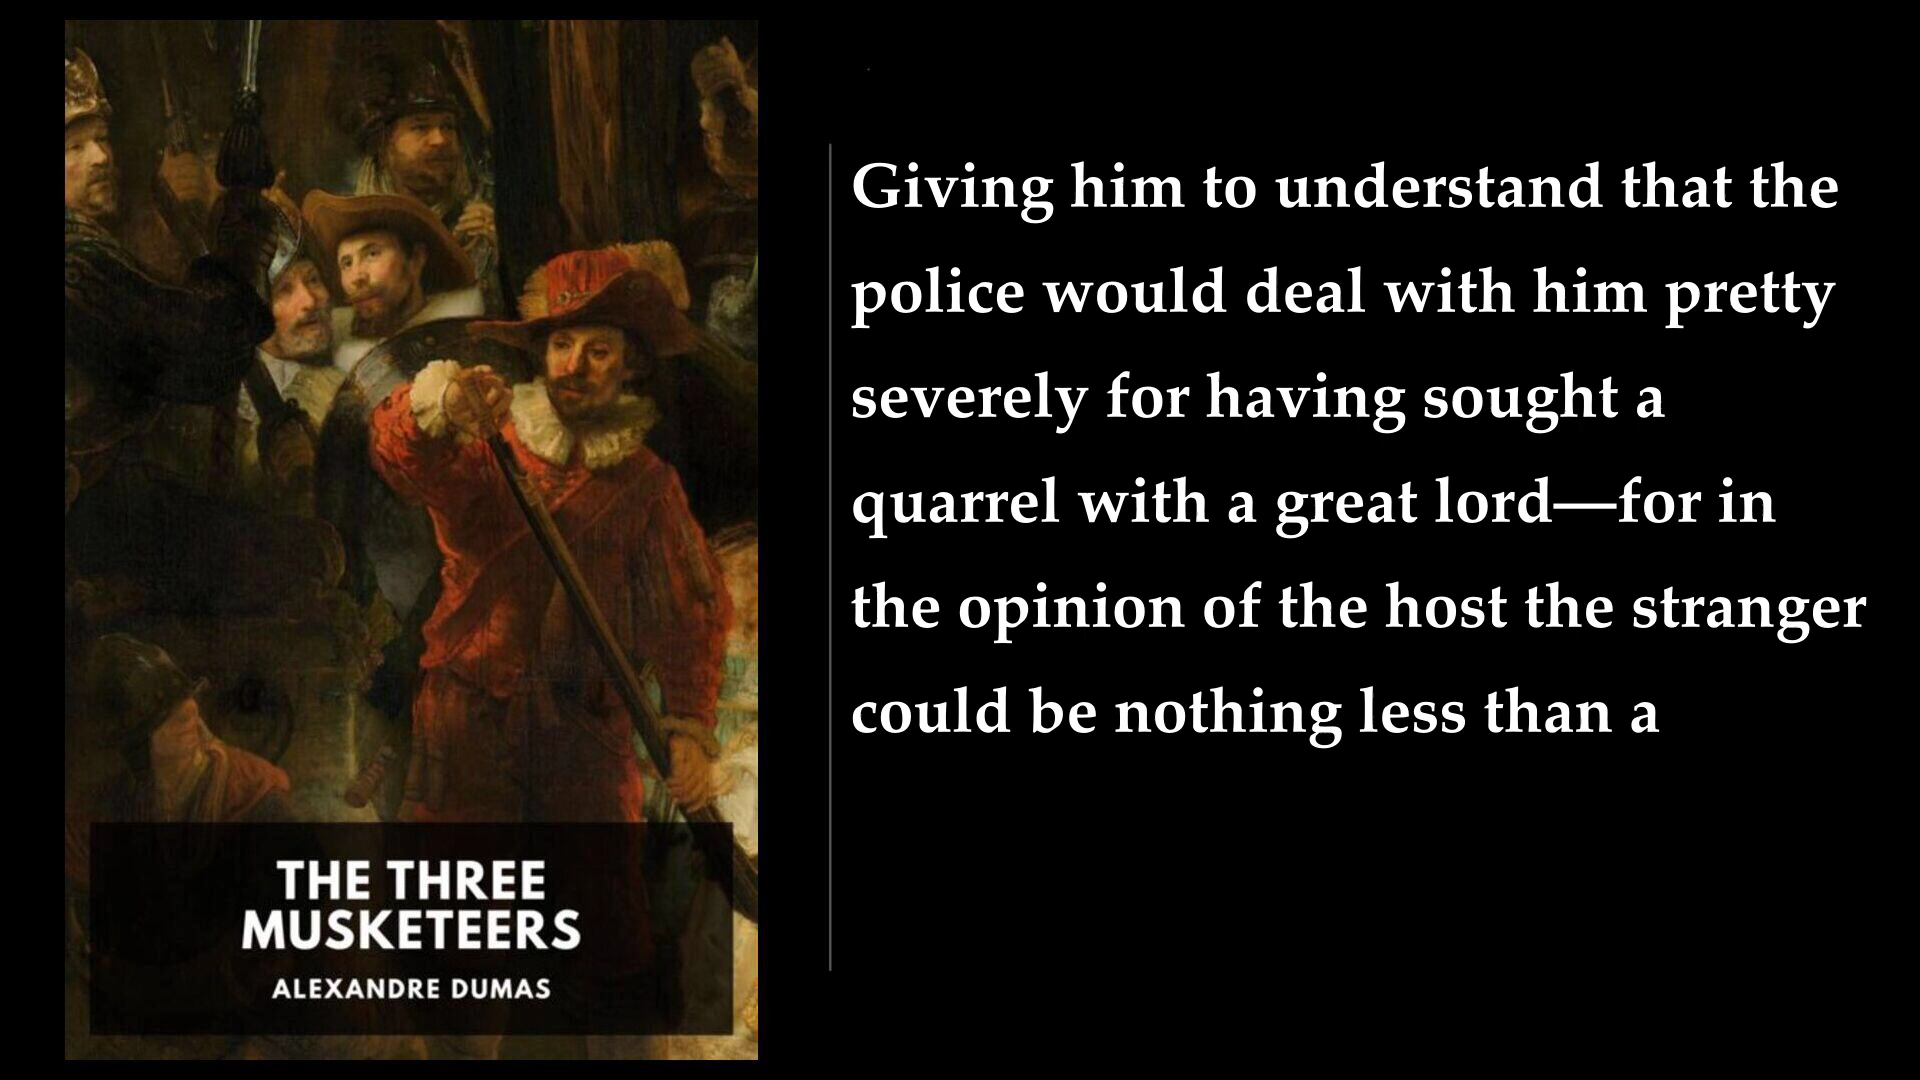 THE THREE
MUSKETEERS
ALEXANDRE DUMAS
Giving him to understand that the
police would deal with him pretty
severely for having sought a
quarrel with a great lord—for in
the opinion of the host the stranger
could be nothing less than a